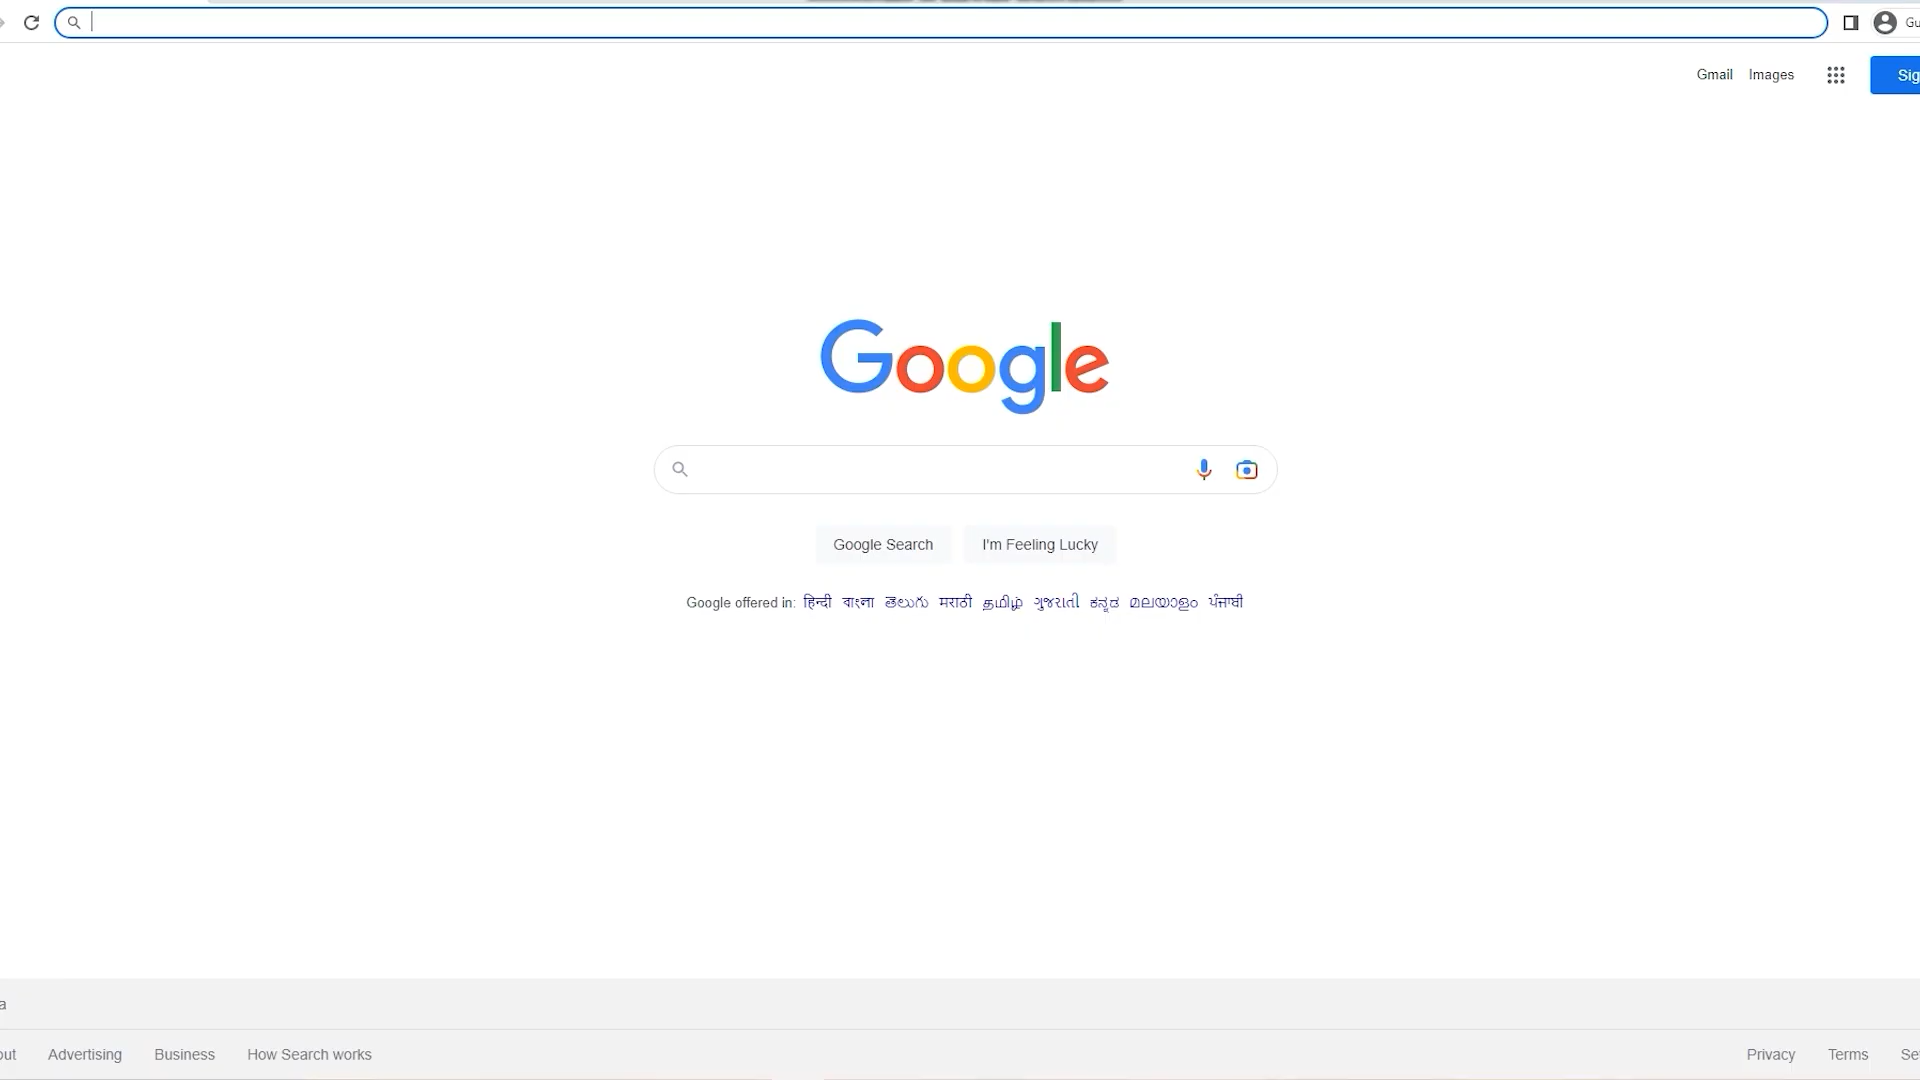 Gmail Images
Google
Google Search I'm Feeling Lucky
Google offered in: हिन्दी বাংলা తెలుగు मराठी தமிழ் ગુજરાતી ಕನ್ನಡ മലയാളം ਪੰਜਾਬੀ
Advertising Business How Search works Privacy Terms